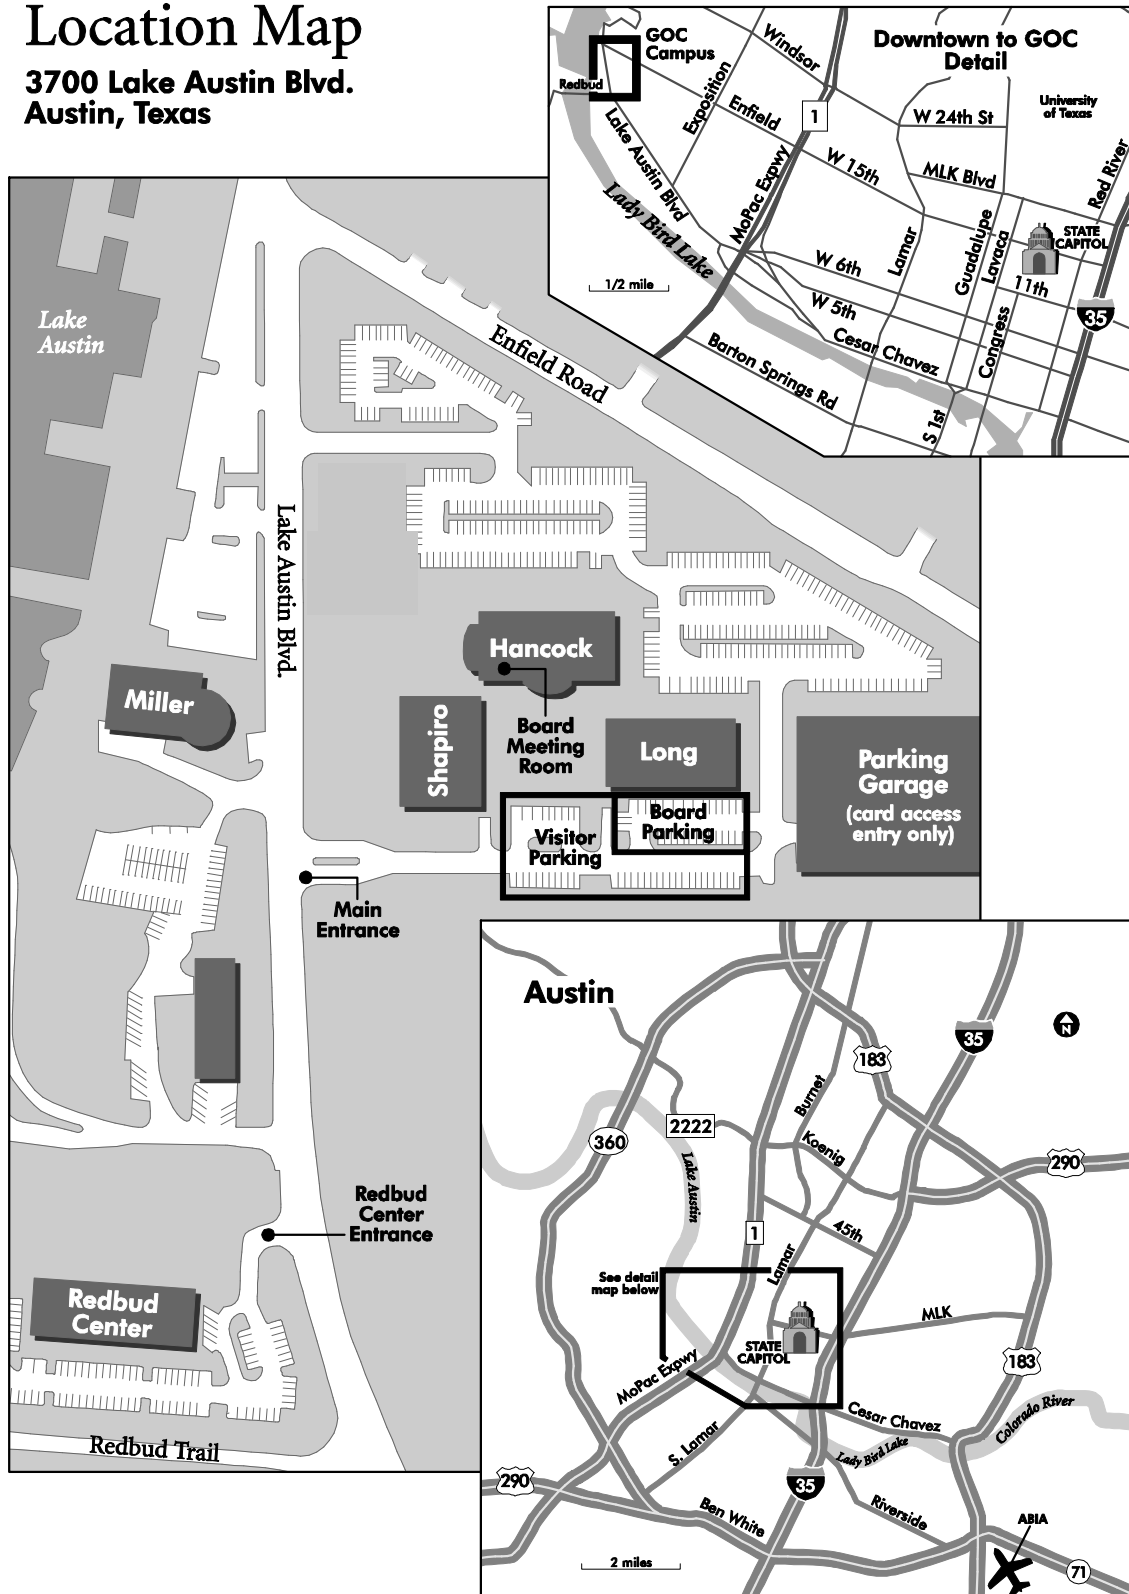 Location Map
3700 Lake Austin Blvd.
Austin, Texas
GOC
Campus
Redbud
Downtown to GOC
Detail
Windsor
Exposition
Enfield
1
W 24th St
University
of Texas
Lake Austin Blvd
MoPac Expwy
W 15th
MLK Blvd
Red River
Lady Bird Lake
Lamar
Guadalupe
Lavaca
STATE
CAPITOL
W 6th
11th
1/2 mile
W 5th
35
Cesar Chavez
Congress
Barton Springs Rd
S 1st
Lake
Austin
Enfield Road
Lake Austin Blvd.
Hancock
Miller
Shapiro
Board
Meeting
Room
Long
Parking
Garage
(card access
entry only)
Board
Parking
Visitor
Parking
Main
Entrance
Redbud
Center
Entrance
Redbud
Center
Redbud Trail
Austin
N
35
183
Burnet
2222
360
Koenig
290
Lake Austin
1
45th
Lamar
See detail
map below
MLK
STATE
CAPITOL
183
MoPac Expwy
Cesar Chavez
Colorado River
S. Lamar
Lady Bird Lake
290
35
Ben White
Riverside
ABIA
2 miles
71